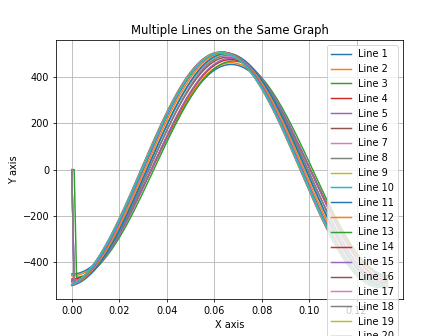 Multiple Lines on the Same Graph
Y axis
400
200
0
−200
−400
0.00
0.02
0.04
0.06
0.08
0.10
X axis
Line 1
Line 2
Line 3
Line 4
Line 5
Line 6
Line 7
Line 8
Line 9
Line 10
Line 11
Line 12
Line 13
Line 14
Line 15
Line 16
Line 17
Line 18
Line 19
Line 20